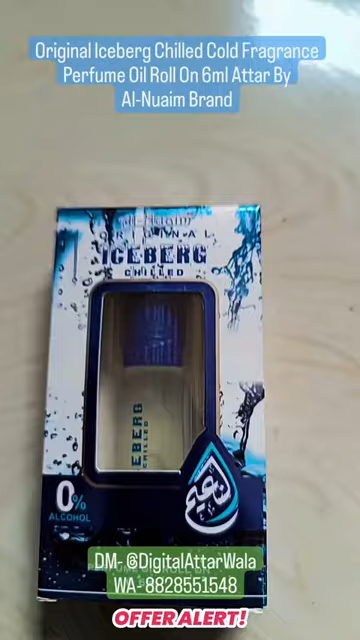 Original Iceberg Chilled Cold Fragrance
Perfume Oil Roll On 6ml Attar By
Al-Nuaim Brand
ORIGINAL
ICEBERG
CHILLED
ICEBERG
CHILLED
0%
ALCOHOL
نعيم
DM- @DigitalAttarWala
WA- 8828551548
OFFER ALERT!